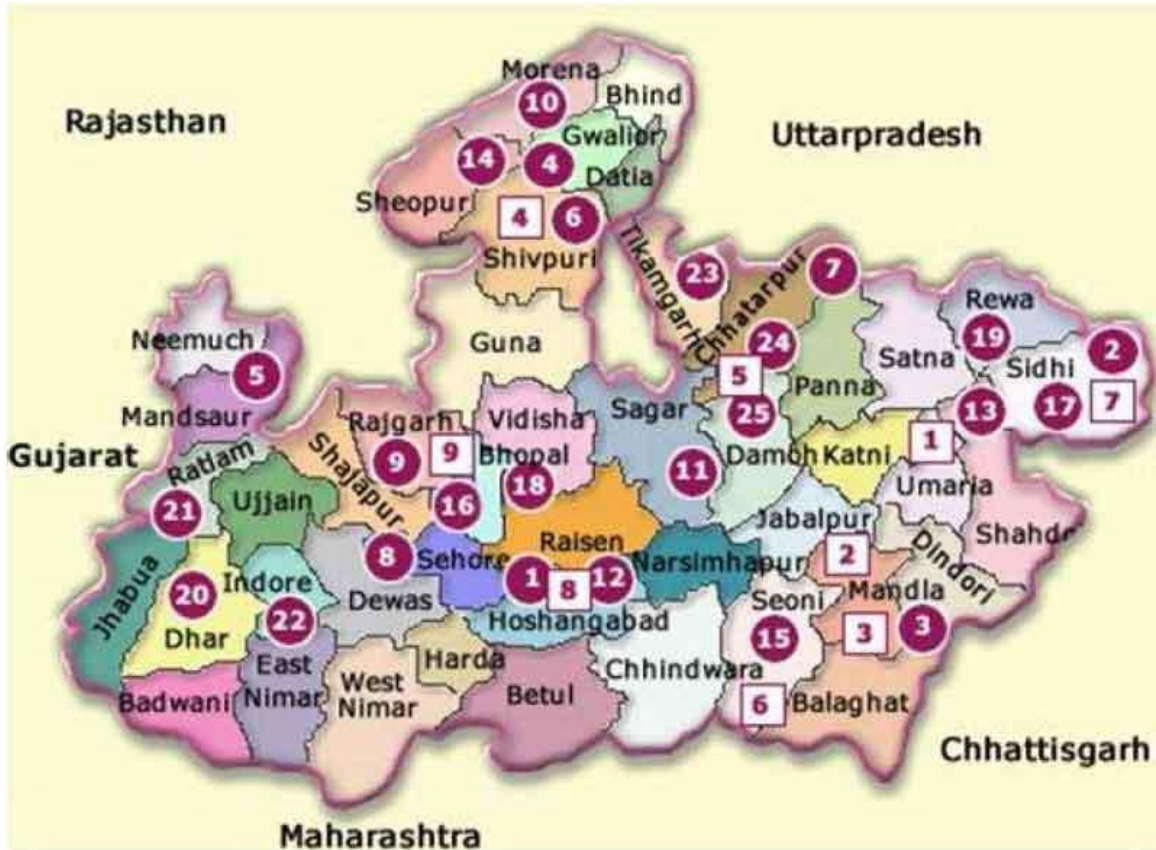 Morena
10
Bhind
Rajasthan
Gwalior
Uttarpradesh
14
4
Datia
Sheopur
4
6
Shivpuri
Tikamgarh
23
Chhatarpur
7
Rewa
Neemuch
Guna
24
Satna
19
2
Sidhi
5
5
Panna
Mandsaur
Rajgarh
Vidisha
Sagar
25
13
17
7
Gujarat
Ratlam
Shajapur
9
9
Bhopal
11
Damoh
Katni
1
21
Ujjain
16
18
Umaria
Jabalpur
Shahdo
Jhabua
8
Sehore
Raisen
Narsimhapur
2
Dindori
20
Indore
Dewas
1
8
12
Seoni
Mandla
Dhar
22
Hoshangabad
15
3
3
East
Nimar
Harda
Chhindwara
Badwani
West
Nimar
Betul
6
Balaghat
Chhattisgarh
Maharashtra